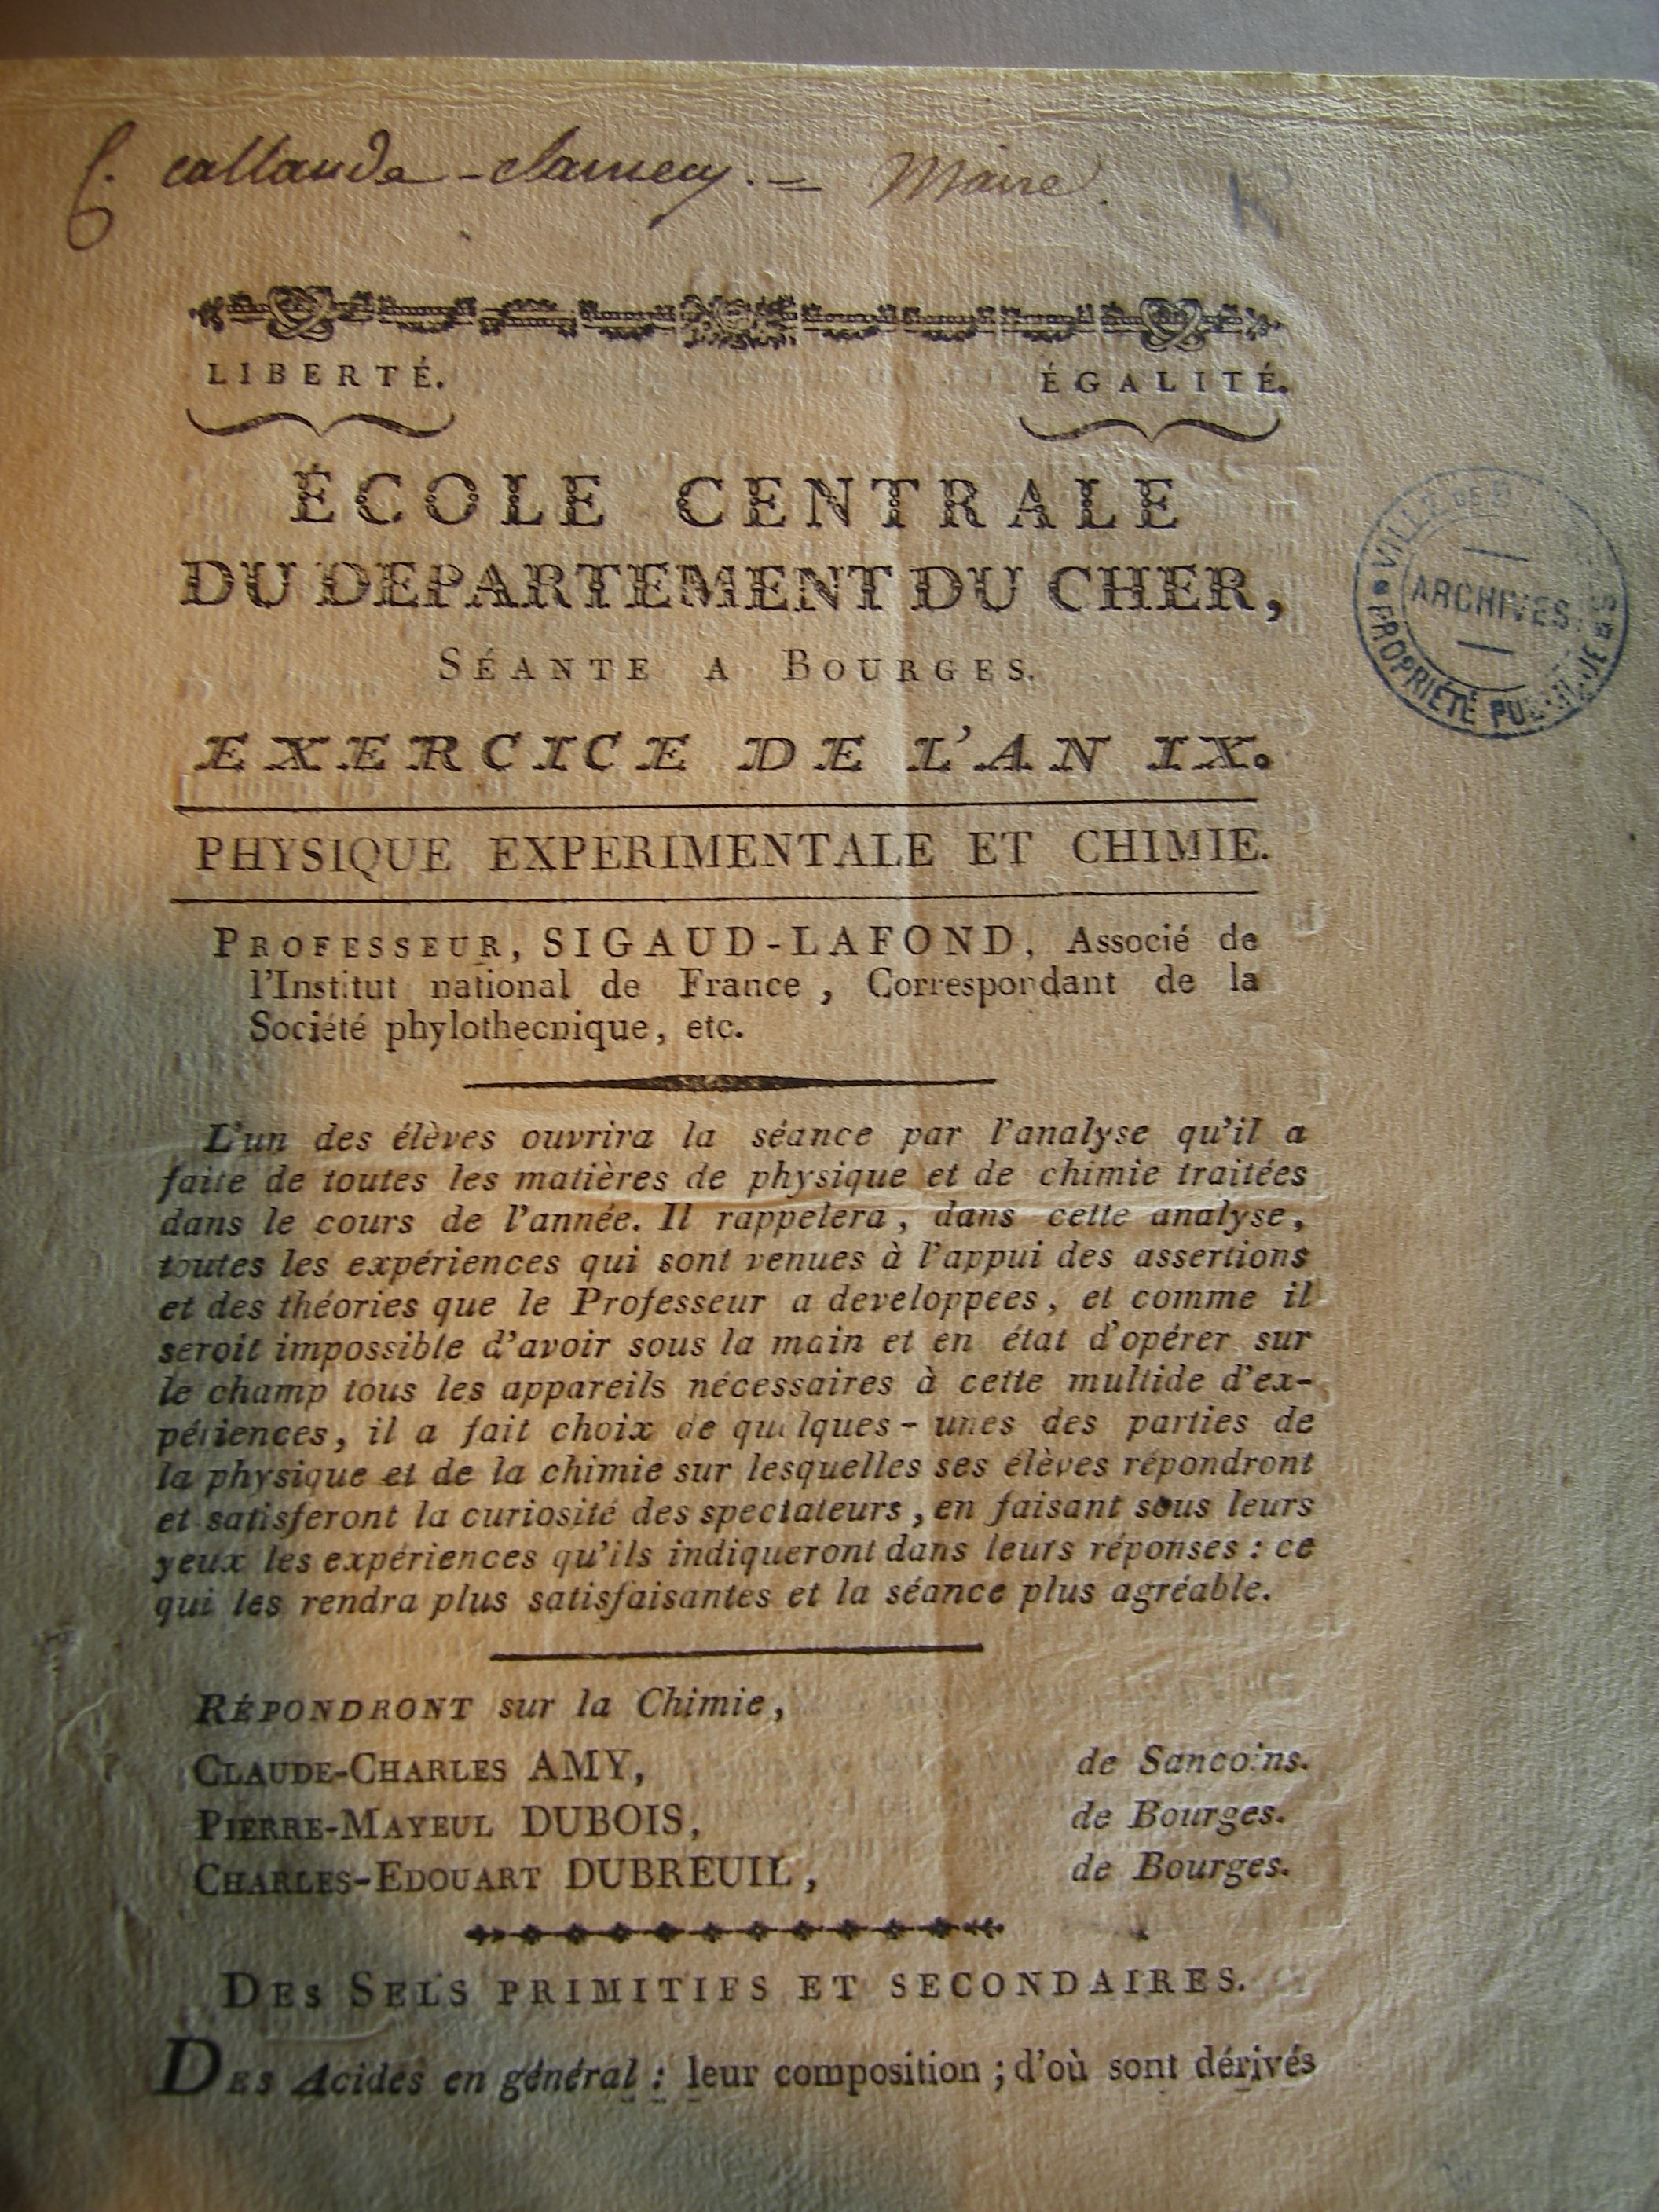 C. callande-clamecy. = Maire.
LIBERTÉ. ÉGALITÉ.
ÉCOLE CENTRALE
DU DEPARTEMENT DU CHER,
SÉANTE A BOURGES.
EXERCICE DE L'AN IX.
VILLE DE
ARCHIVES
PROPRIÉTÉ PUBLIQUE
PHYSIQUE EXPERIMENTALE ET CHIMIE.
PROFESSEUR, SIGAUD-LAFOND, Associé de
l'Institut national de France, Correspondant de la
Société phylothecnique, etc.
L'un des élèves ouvrira la séance par l'analyse qu'il a
faite de toutes les matières de physique et de chimie traitées
dans le cours de l'année. Il rappelera, dans cette analyse,
toutes les expériences qui sont venues à l'appui des assertions
et des théories que le Professeur a developpees, et comme il
seroit impossible d'avoir sous la main et en état d'opérer sur
le champ tous les appareils nécessaires à cette multide d'ex-
périences, il a fait choix de quelques-unes des parties de
la physique et de la chimie sur lesquelles ses élèves répondront
et satisferont la curiosité des spectateurs, en faisant sous leurs
yeux les expériences qu'ils indiqueront dans leurs réponses : ce
qui les rendra plus satisfaisantes et la séance plus agréable.
RÉPONDRONT sur la Chimie,
CLAUDE-CHARLES AMY, de Sancoins.
PIERRE-MAYEUL DUBOIS, de Bourges.
CHARLES-EDOUART DUBREUIL, de Bourges.
DES SELS PRIMITIFS ET SECONDAIRES.
DES Acides en général : leur composition ; d'où sont dérivés